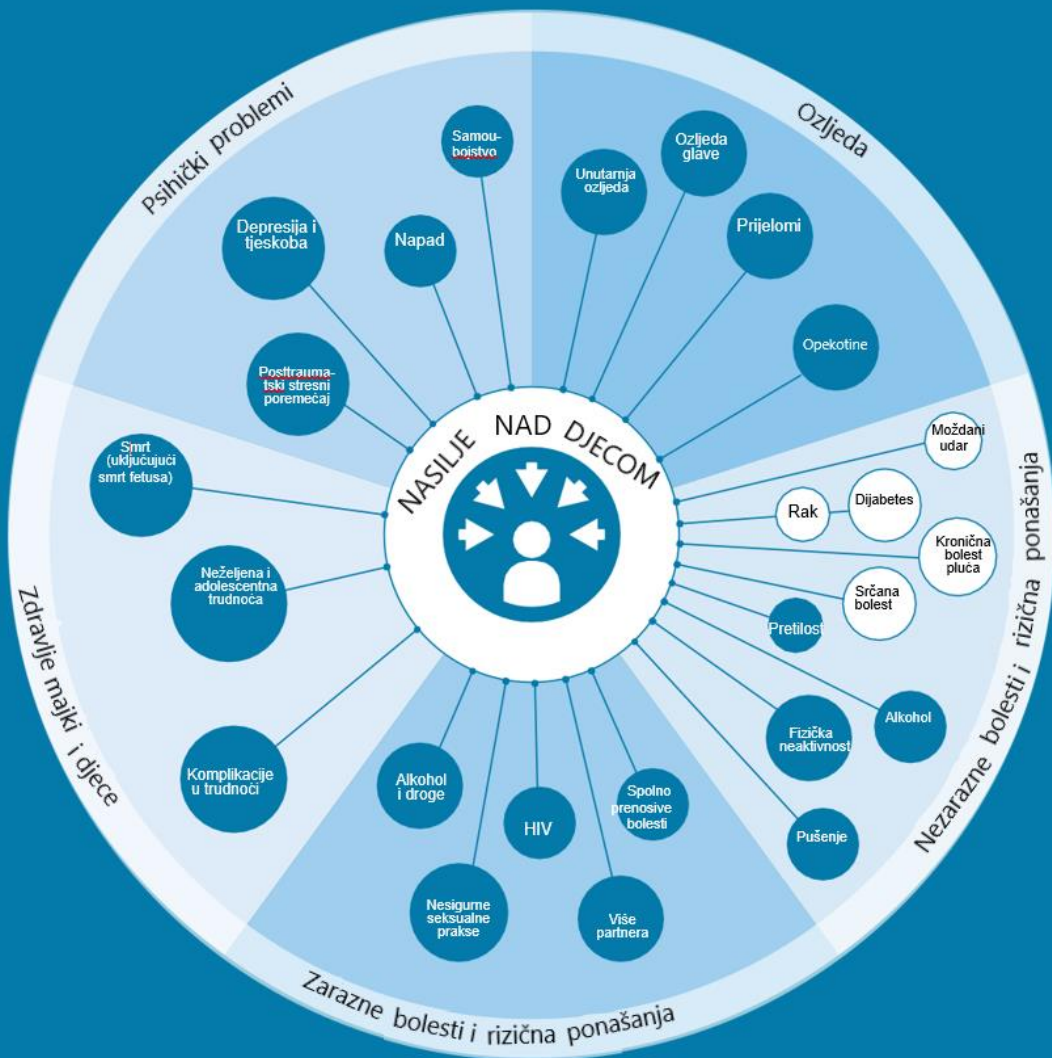 Psihički problemi
Samou-
bojstvo
Depresija i
tjeskoba
Napad
Posttrauma-
tski stresni
poremećaj
Ozljeda
Unutarnja
ozljeda
Ozljeda
glave
Prijelomi
Opekotine
NASILJE NAD DJECOM
Nezarazne bolesti i rizična ponašanja
Moždani
udar
Rak
Dijabetes
Kronična
bolest
pluća
Srčana
bolest
Pretilost
Alkohol
Fizička
neaktivnost
Pušenje
Zdravlje majki i djece
Smrt
(uključujući
smrt fetusa)
Neželjena i
adolescentna
trudnoća
Komplikacije
u trudnoći
Zarazne bolesti i rizična ponašanja
Alkohol
i droge
Nesigurne
seksualne
prakse
HIV
Više
partnera
Spolno
prenosive
bolesti